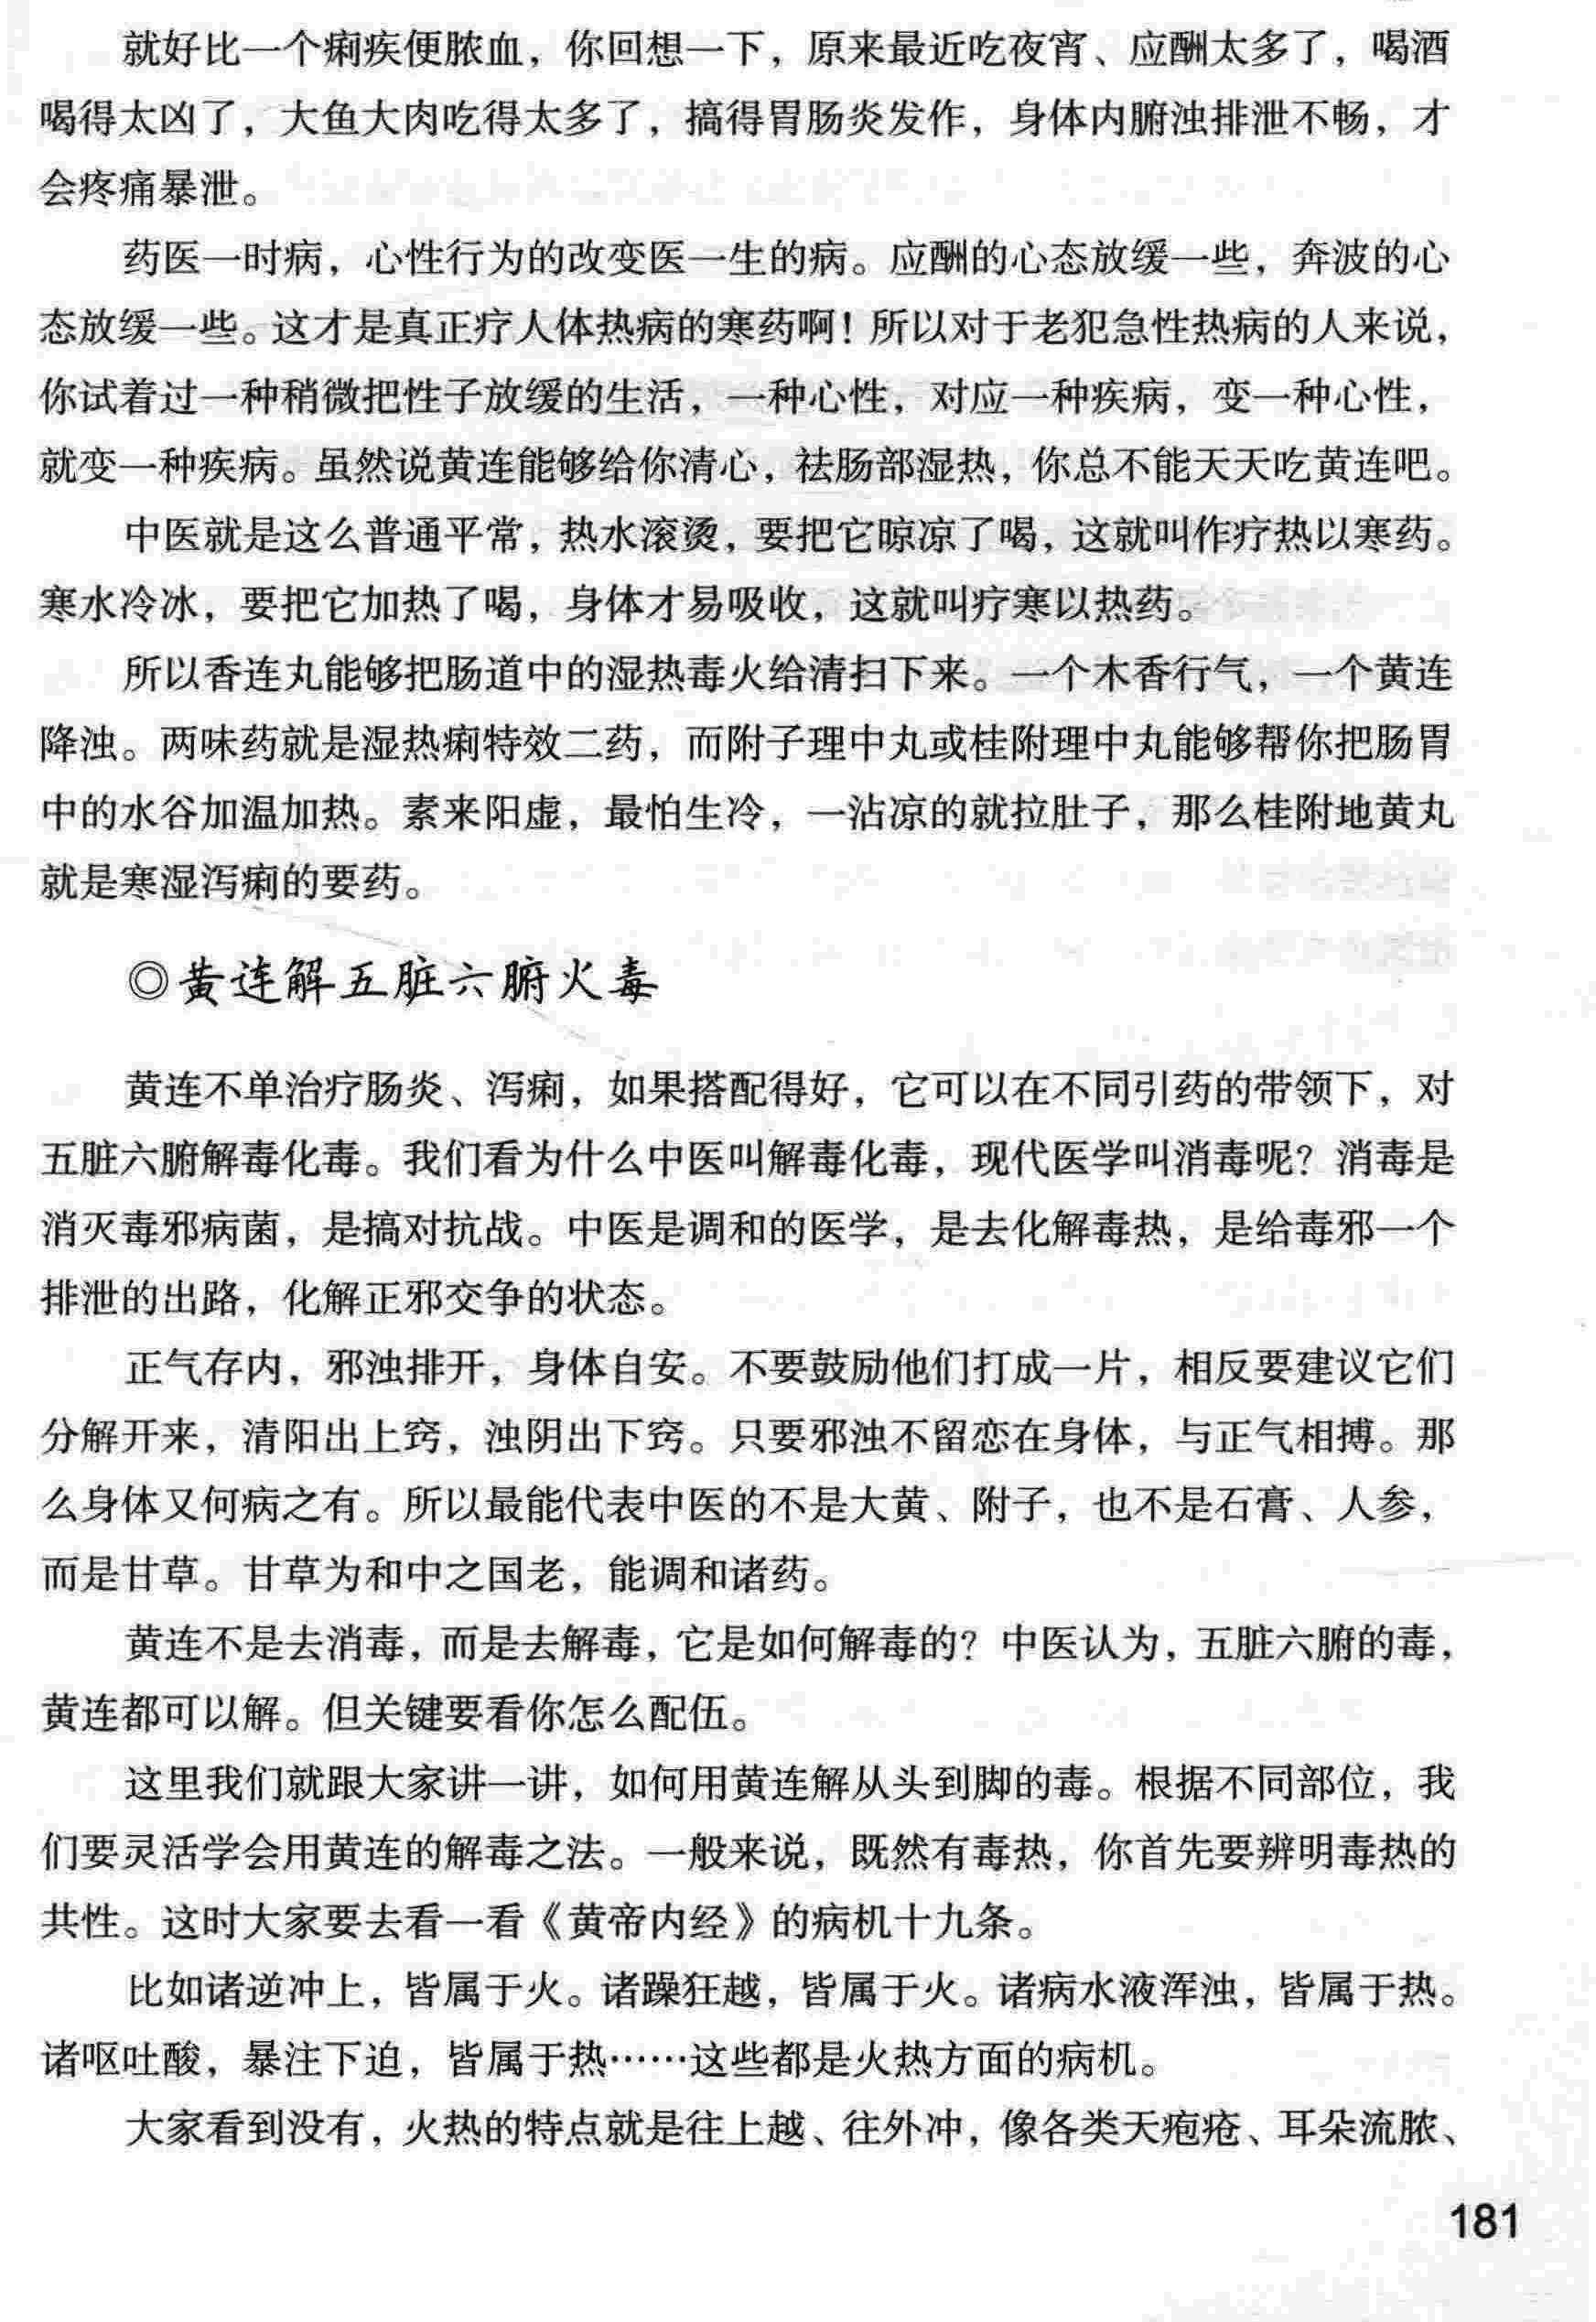 就好比一个痢疾便脓血，你回想一下，原来最近吃夜宵、应酬太多了，喝酒
喝得太凶了，大鱼大肉吃得太多了，搞得胃肠炎发作，身体内腑浊排泄不畅，才
会疼痛暴泄。
药医一时病，心性行为的改变医一生的病。应酬的心态放缓一些，奔波的心
态放缓一些。这才是真正疗人体热病的寒药啊！所以对于老犯急性热病的人来说，
你试着过一种稍微把性子放缓的生活，一种心性，对应一种疾病，变一种心性，
就变一种疾病。虽然说黄连能够给你清心，祛肠部湿热，你总不能天天吃黄连吧。
中医就是这么普通平常，热水滚烫，要把它晾凉了喝，这就叫作疗热以寒药。
寒水冷冰，要把它加热了喝，身体才易吸收，这就叫疗寒以热药。
所以香连丸能够把肠道中的湿热毒火给清扫下来。一个木香行气，一个黄连
降浊。两味药就是湿热痢特效二药，而附子理中丸或桂附理中丸能够帮你把肠胃
中的水谷加温加热。素来阳虚，最怕生冷，一沾凉的就拉肚子，那么桂附地黄丸
就是寒湿泻痢的要药。
◎黄连解五脏六腑火毒
黄连不单治疗肠炎、泻痢，如果搭配得好，它可以在不同引药的带领下，对
五脏六腑解毒化毒。我们看为什么中医叫解毒化毒，现代医学叫消毒呢？消毒是
消灭毒邪病菌，是搞对抗战。中医是调和的医学，是去化解毒热，是给毒邪一个
排泄的出路，化解正邪交争的状态。
正气存内，邪浊排开，身体自安。不要鼓励他们打成一片，相反要建议它们
分解开来，清阳出上窍，浊阴出下窍。只要邪浊不留恋在身体，与正气相搏。那
么身体又何病之有。所以最能代表中医的不是大黄、附子，也不是石膏、人参，
而是甘草。甘草为和中之国老，能调和诸药。
黄连不是去消毒，而是去解毒，它是如何解毒的？中医认为，五脏六腑的毒，
黄连都可以解。但关键要看你怎么配伍。
这里我们就跟大家讲一讲，如何用黄连解从头到脚的毒。根据不同部位，我
们要灵活学会用黄连的解毒之法。一般来说，既然有毒热，你首先要辨明毒热的
共性。这时大家要去看一看《黄帝内经》的病机十九条。
比如诸逆冲上，皆属于火。诸躁狂越，皆属于火。诸病水液浑浊，皆属于热。
诸呕吐酸，暴注下迫，皆属于热……这些都是火热方面的病机。
大家看到没有，火热的特点就是往上越、往外冲，像各类天疱疮、耳朵流脓、
181